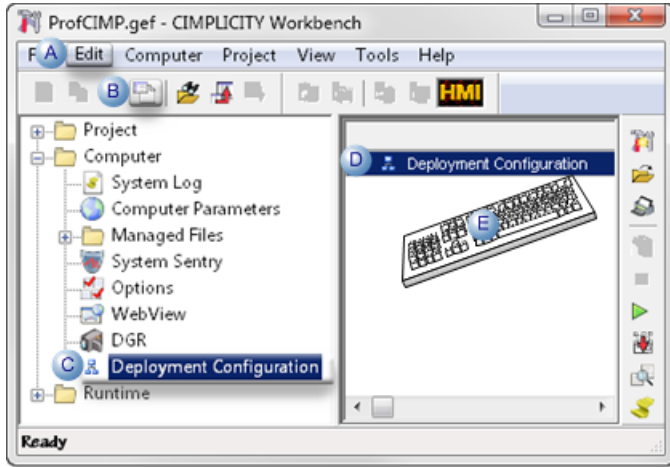 ProfCIMP.gef - CIMPLICITY Workbench
F A Edit Computer Project View Tools Help
B HMI
Project
Computer
System Log
Computer Parameters
Managed Files
System Sentry
Options
WebView
DGR
C Deployment Configuration
Runtime
D Deployment Configuration
E
Ready